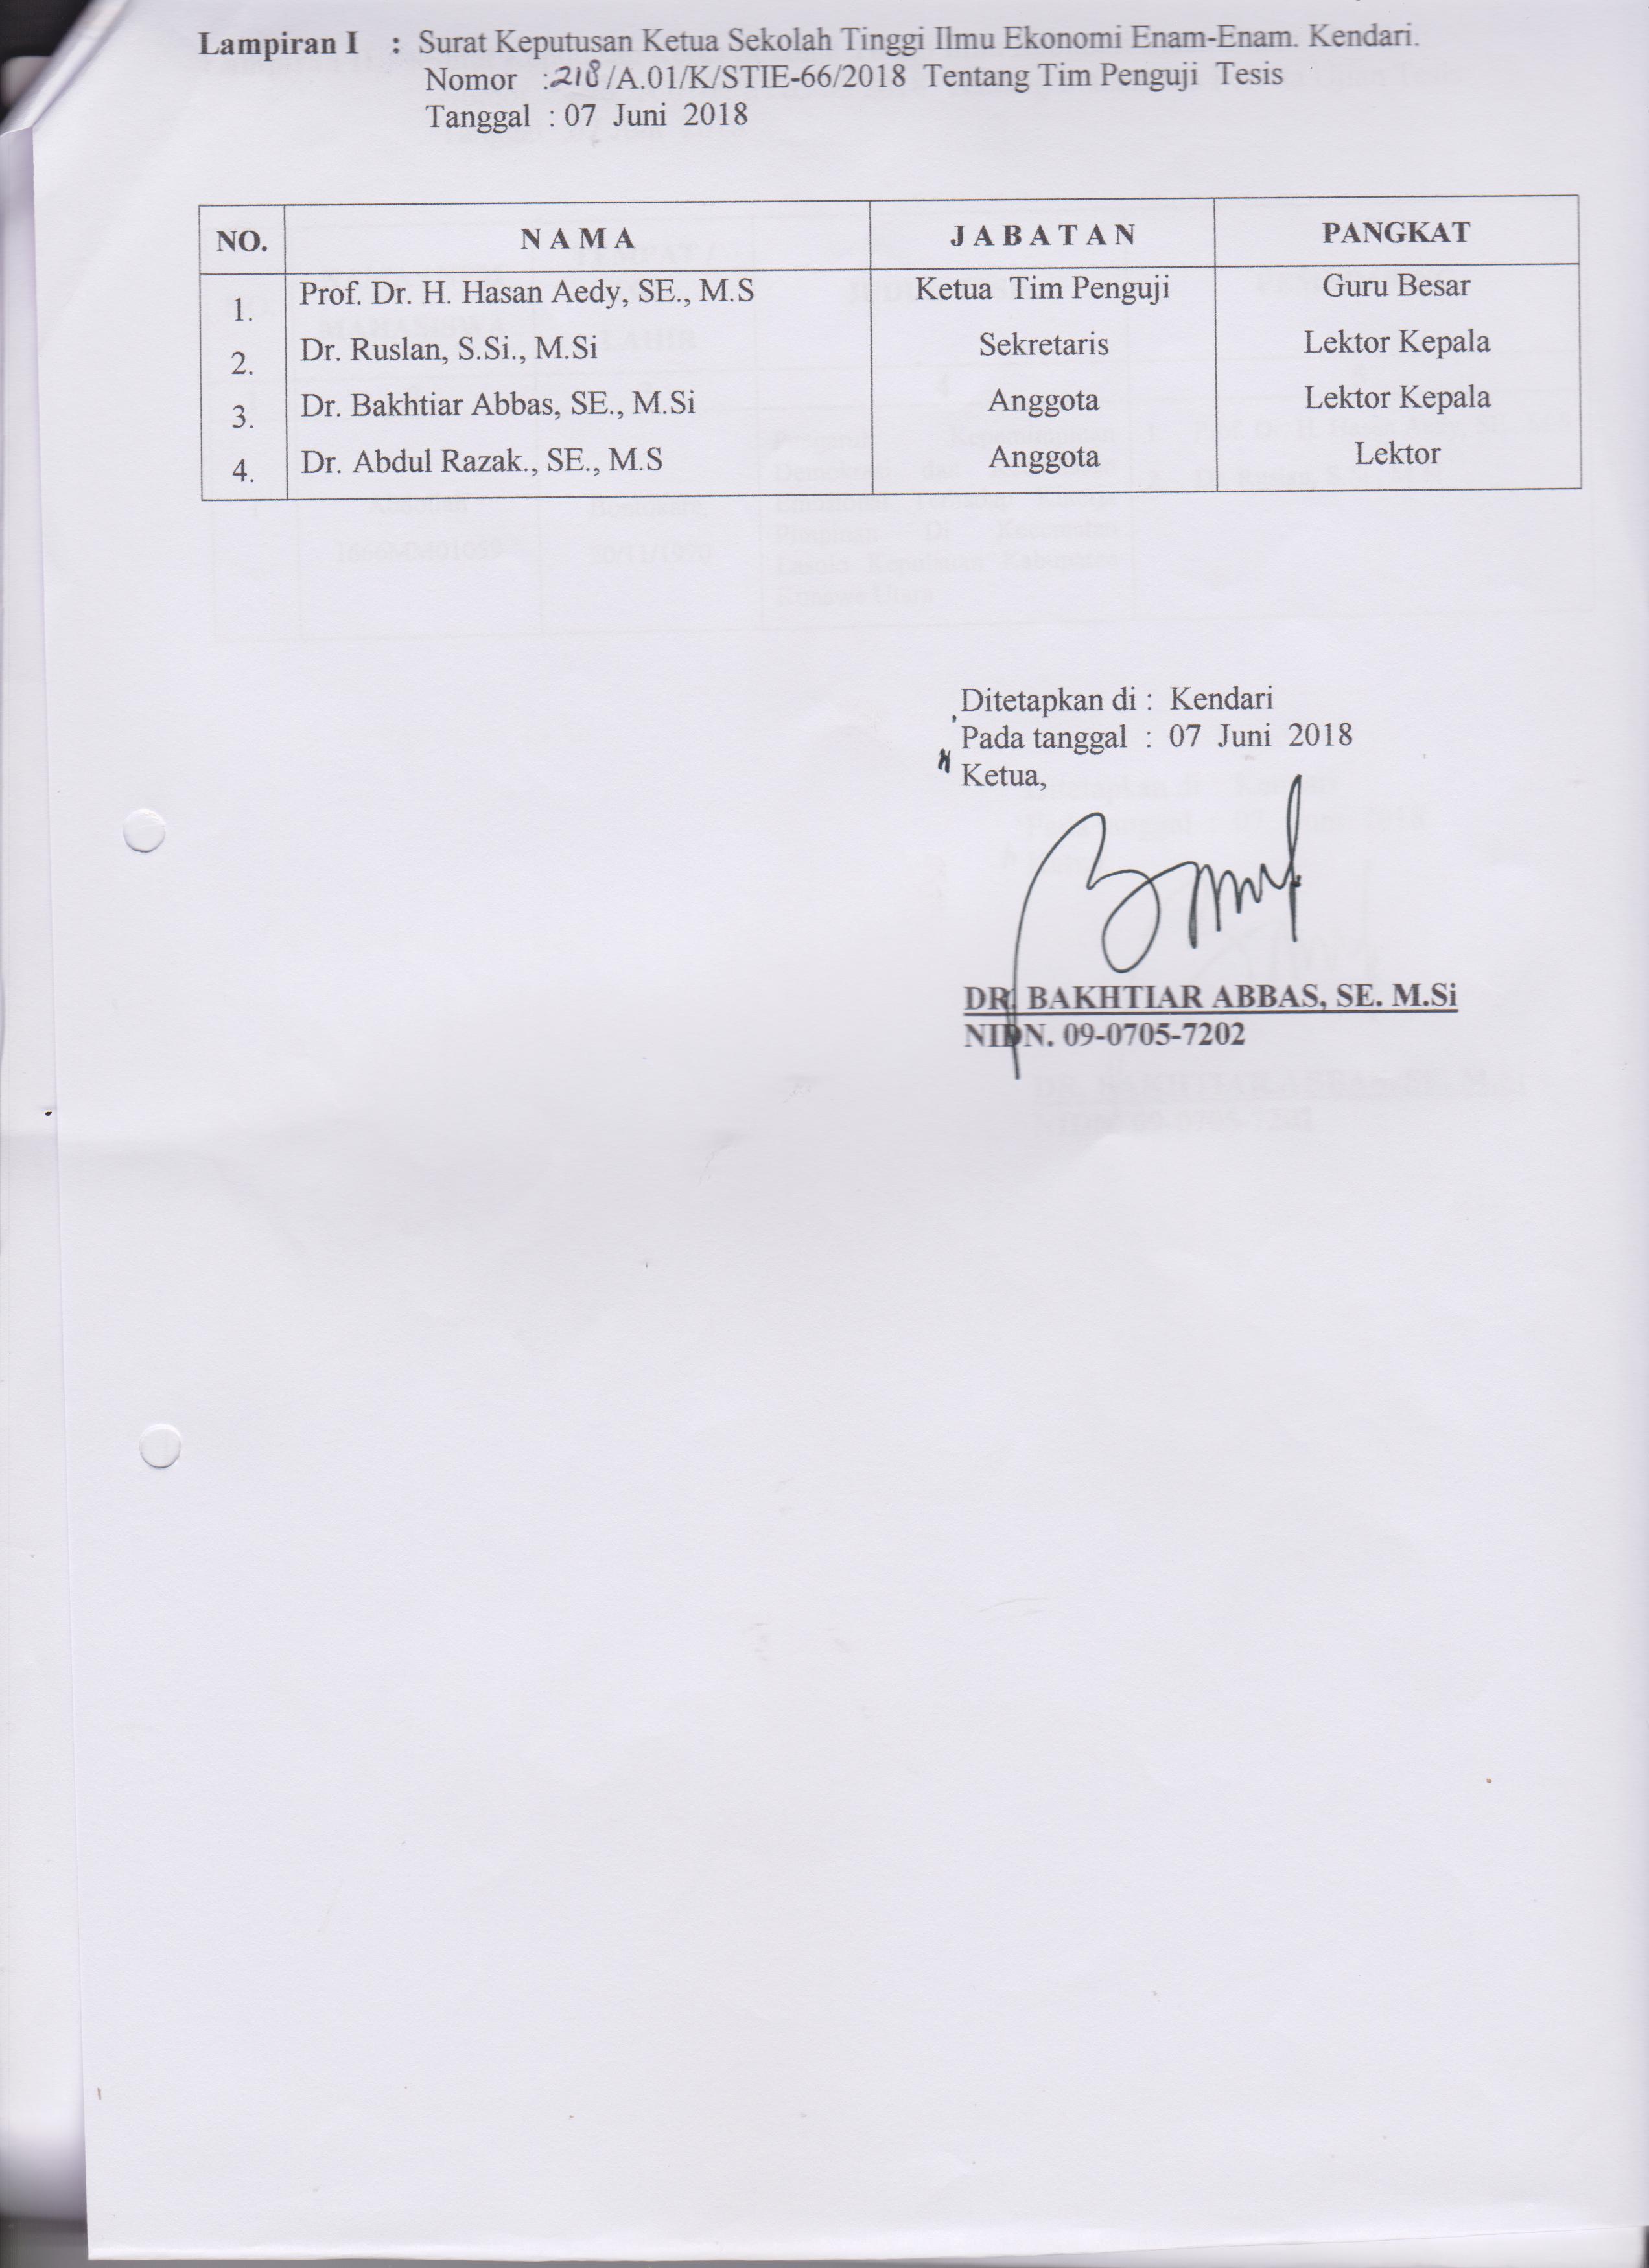 Lampiran I : Surat Keputusan Ketua Sekolah Tinggi Ilmu Ekonomi Enam-Enam. Kendari.
Nomor :218/A.01/K/STIE-66/2018 Tentang Tim Penguji Tesis
Tanggal : 07 Juni 2018
NO. N A M A J A B A T A N PANGKAT
1. Prof. Dr. H. Hasan Aedy, SE., M.S Ketua Tim Penguji Guru Besar
2. Dr. Ruslan, S.Si., M.Si Sekretaris Lektor Kepala
3. Dr. Bakhtiar Abbas, SE., M.Si Anggota Lektor Kepala
4. Dr. Abdul Razak., SE., M.S Anggota Lektor
Ditetapkan di : Kendari
Pada tanggal : 07 Juni 2018
Ketua,
DR. BAKHTIAR ABBAS, SE. M.Si
NIDN. 09-0705-7202